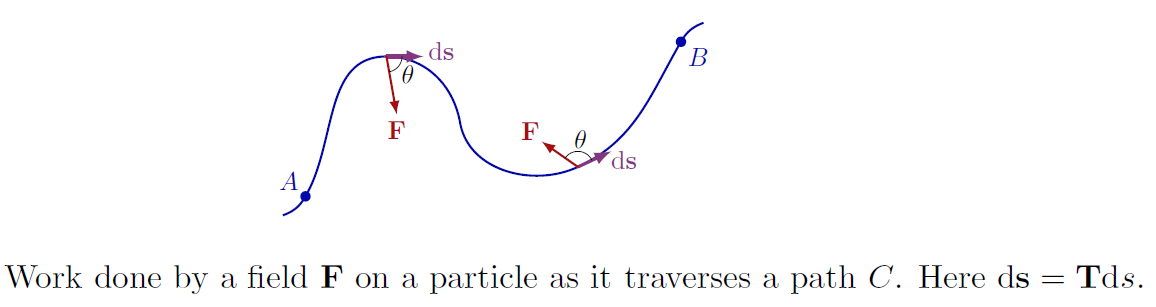 ds
θ
B
F
F
θ
ds
A
Work done by a field F on a particle as it traverses a path C. Here ds = Tds.